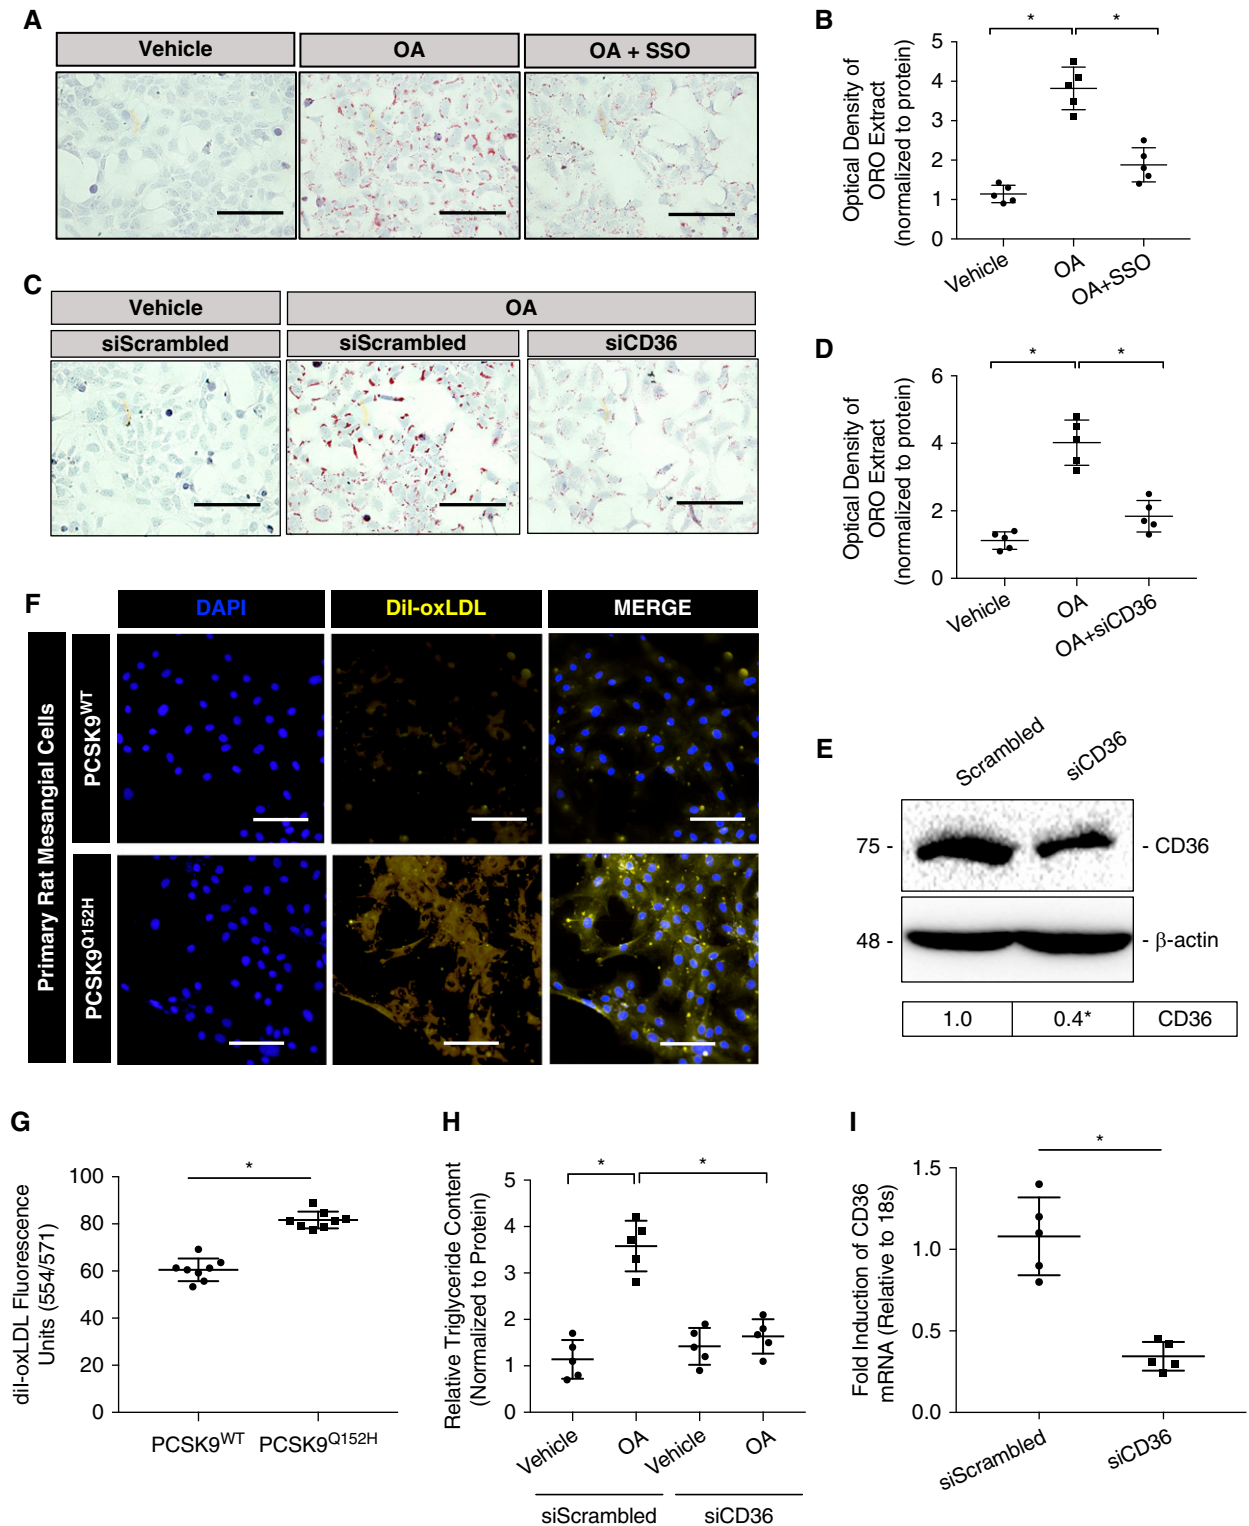 A
Vehicle OA OA + SSO
B
* *
Optical Density of
ORO Extract
(normalized to protein)
5
4
3
2
1
0
Vehicle OA OA+SSO
C
Vehicle OA
siScrambled siScrambled siCD36
D
* *
Optical Density of
ORO Extract
(normalized to protein)
6
4
2
0
Vehicle OA OA+siCD36
F
DAPI Dil-oxLDL MERGE
Primary Rat Mesangial Cells
PCSK9WT
PCSK9Q152H
E
Scrambled siCD36
75 - - CD36
48 - - β-actin
1.0 0.4* CD36
G
*
dil-oxLDL Fluorescence
Units (554/571)
100
80
60
40
20
0
PCSK9WT PCSK9Q152H
H
* *
Relative Triglyceride Content
(Normalized to Protein)
5
4
3
2
1
0
Vehicle OA Vehicle OA
siScrambled siCD36
I
*
Fold Induction of CD36
mRNA (Relative to 18s)
1.5
1.0
0.5
0.0
siScrambled siCD36